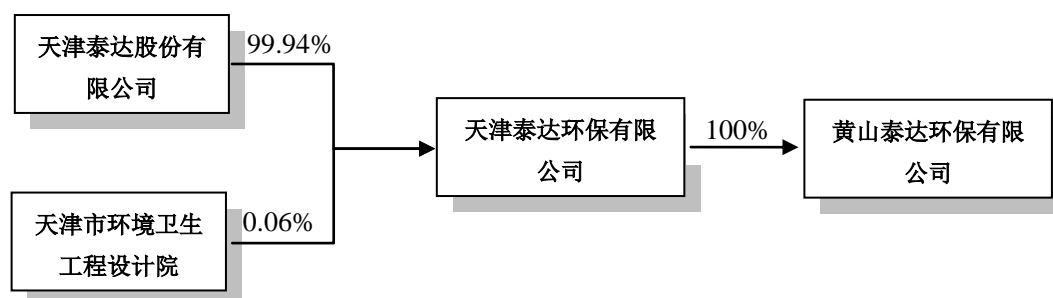 天津泰达股份有
限公司
99.94%
天津市环境卫生
工程设计院
0.06%
天津泰达环保有限
公司
100%
黄山泰达环保有限
公司